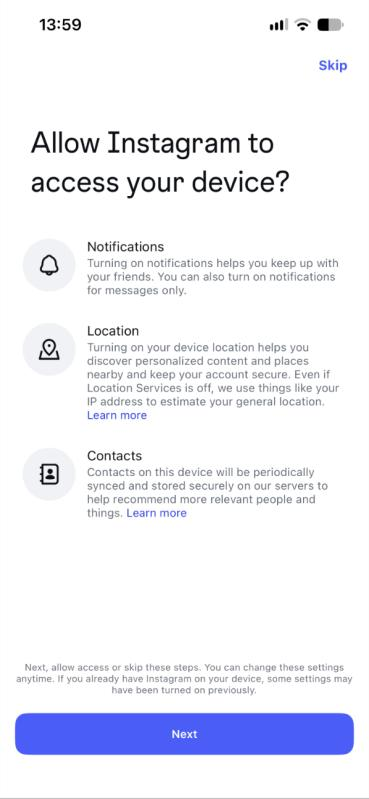 13:59
Skip
Allow Instagram to
access your device?
Notifications
Turning on notifications helps you keep up with
your friends. You can also turn on notifications
for messages only.
Location
Turning on your device location helps you
discover personalized content and places
nearby and keep your account secure. Even if
Location Services is off, we use things like your
IP address to estimate your general location.
Learn more
Contacts
Contacts on this device will be periodically
synced and stored securely on our servers to
help recommend more relevant people and
things. Learn more
Next, allow access or skip these steps. You can change these settings
anytime. If you already have Instagram on your device, some settings may
have been turned on previously.
Next